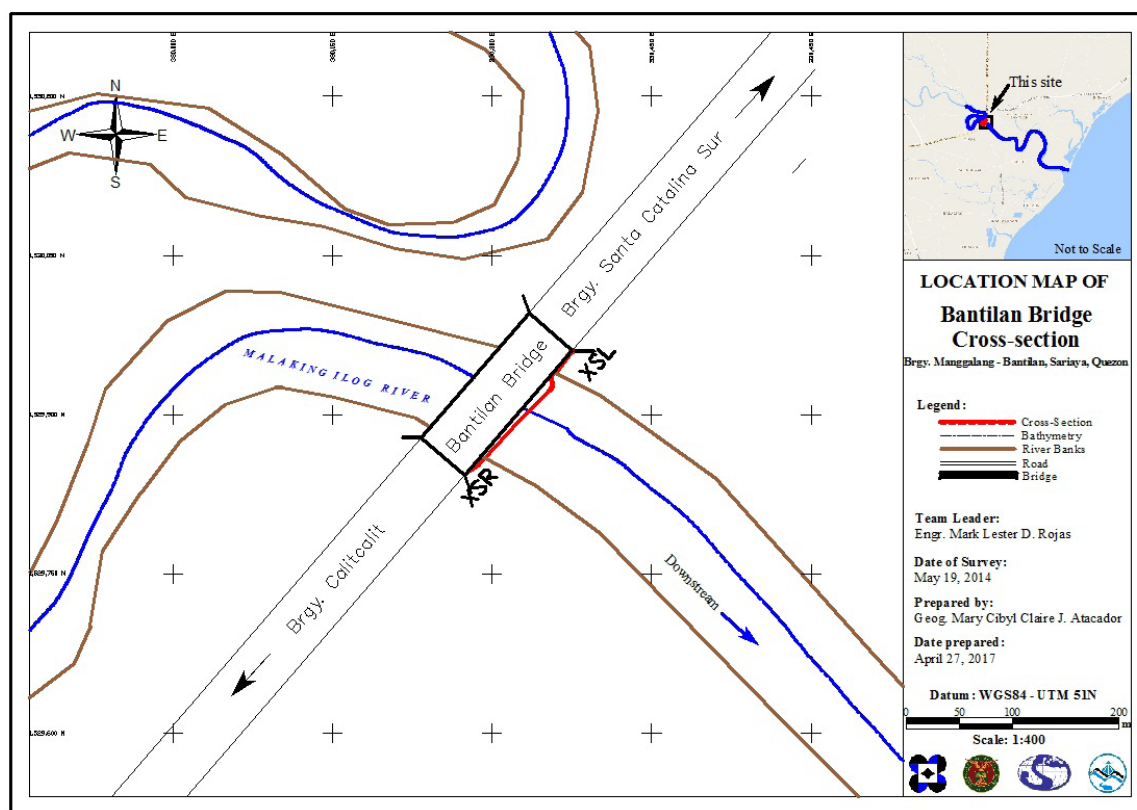 N
W
E
S
Brgy. Santa Catalina Sur
Bantilan Bridge
XSL
XSR
MALAKING ILOG RIVER
Brgy. Calitcalit
Downstream
This site
Not to Scale
LOCATION MAP OF
Bantilan Bridge
Cross-section
Brgy. Manggalang - Bantilan, Sariaya, Quezon
Legend:
Cross-Section
Bathymetry
River Banks
Road
Bridge
Team Leader:
Engr. Mark Lester D. Rojas
Date of Survey:
May 19, 2014
Prepared by:
Geog. Mary Cibyl Claire J. Atacador
Date prepared:
April 27, 2017
Datum : WGS84 - UTM 51N
0 50 100 200
m
Scale: 1:400